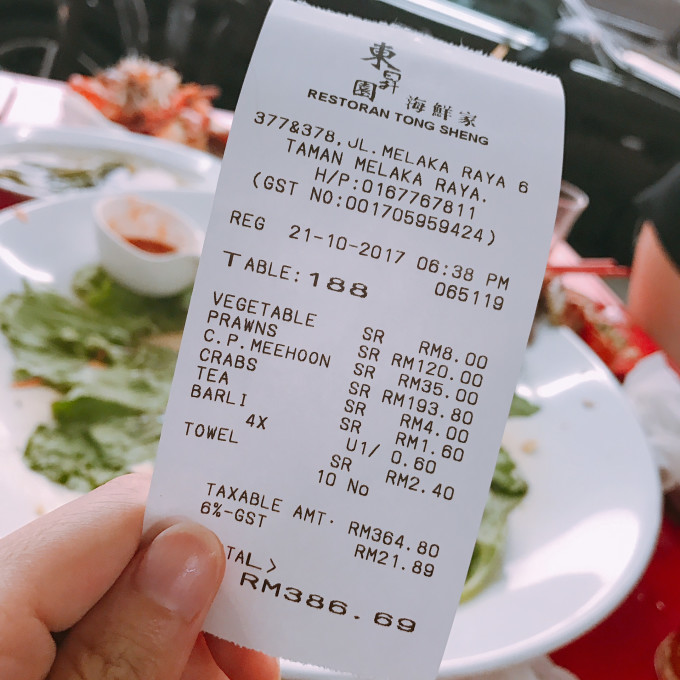 東昇園 海鮮家
RESTORAN TONG SHENG
377&378,JL.MELAKA RAYA 6
TAMAN MELAKA RAYA.
H/P:0167767811
(GST NO:001705959424)
REG 21-10-2017 06:38 PM
065119
TABLE:188
VEGETABLE SR RM8.00
PRAWNS SR RM120.00
C.P.MEEHOON SR RM35.00
CRABS SR RM193.80
TEA SR RM4.00
BARLI SR RM1.60
4X U1/ 0.60
TOWEL SR RM2.40
10 No
TAXABLE AMT. RM364.80
6%-GST RM21.89
TAL>
RM386.69